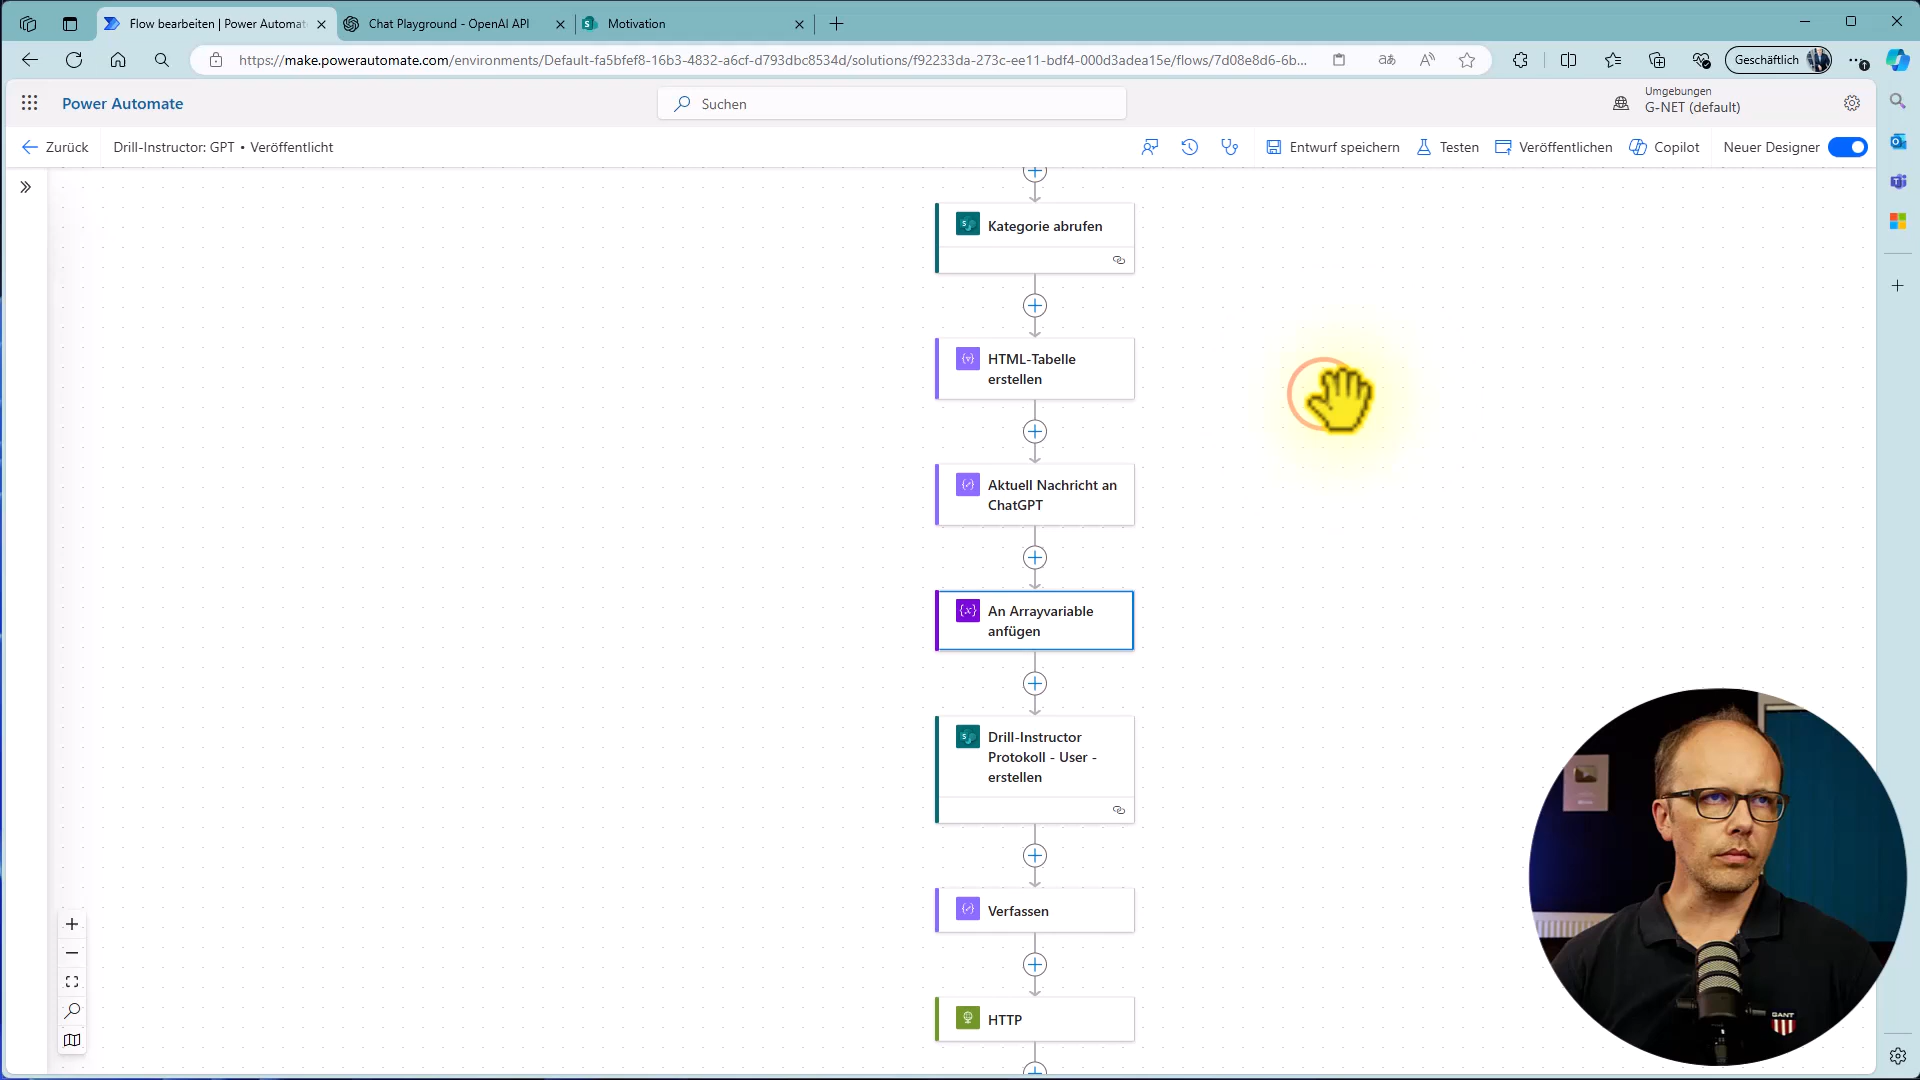 Flow bearbeiten | Power Automat
Chat Playground - OpenAI API
Motivation
https://make.powerautomate.com/environments/Default-fa5bfef8-16b3-4832-a6cf-d793dbc8534d/solutions/f92233da-273c-ee11-bdf4-000d3adea15e/flows/7d08e8d6-6b...
Geschäftlich
Power Automate
Suchen
Umgebungen
G-NET (default)
Zurück
Drill-Instructor: GPT • Veröffentlicht
Entwurf speichern
Testen
Veröffentlichen
Copilot
Neuer Designer
Kategorie abrufen
HTML-Tabelle
erstellen
Aktuell Nachricht an
ChatGPT
An Arrayvariable
anfügen
Drill-Instructor
Protokoll - User -
erstellen
Verfassen
HTTP
GANT